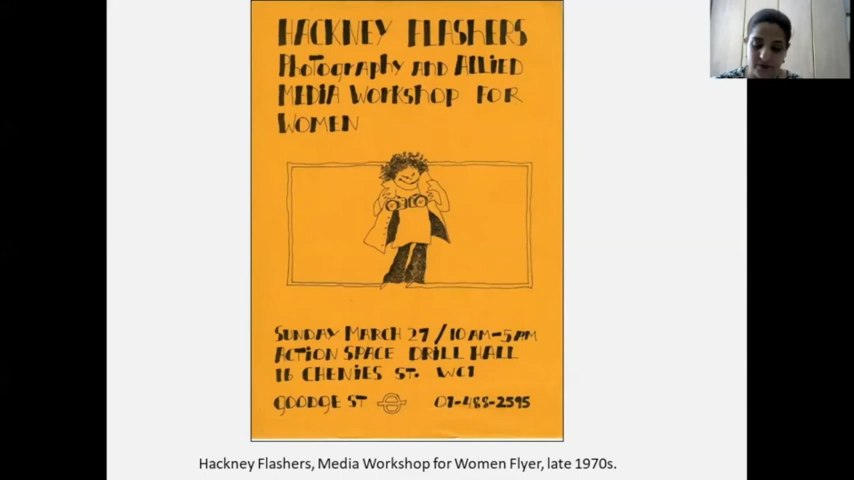 HACKNEY FLASHERS
PhoTography AND ALLIED
MEDIA WorkShop FOR
WOMEN
SUNDAY MARCH 27/10AM-5PM
ACTION SPACE DRILL HALL
16 CHENIES ST. WC1
GOODGE ST 01-488-2595
Hackney Flashers, Media Workshop for Women Flyer, late 1970s.